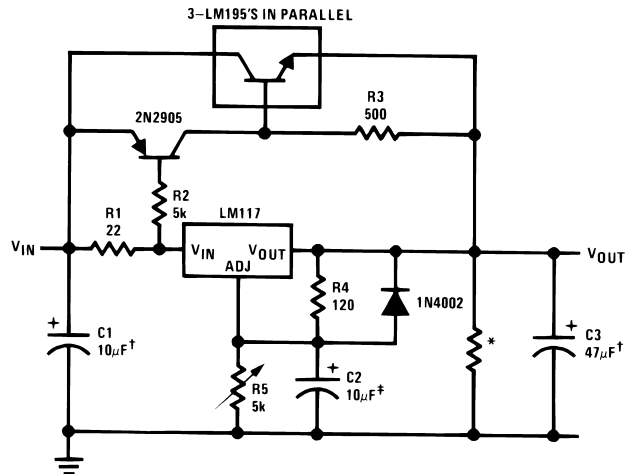 3–LM195'S IN PARALLEL
2N2905
R3
500
R2
5k
R1
22
LM117
VIN
VIN
VOUT
ADJ
VOUT
R4
120
1N4002
+
C1
10μF†
R5
5k
+
C2
10μF‡
*
+
C3
47μF†